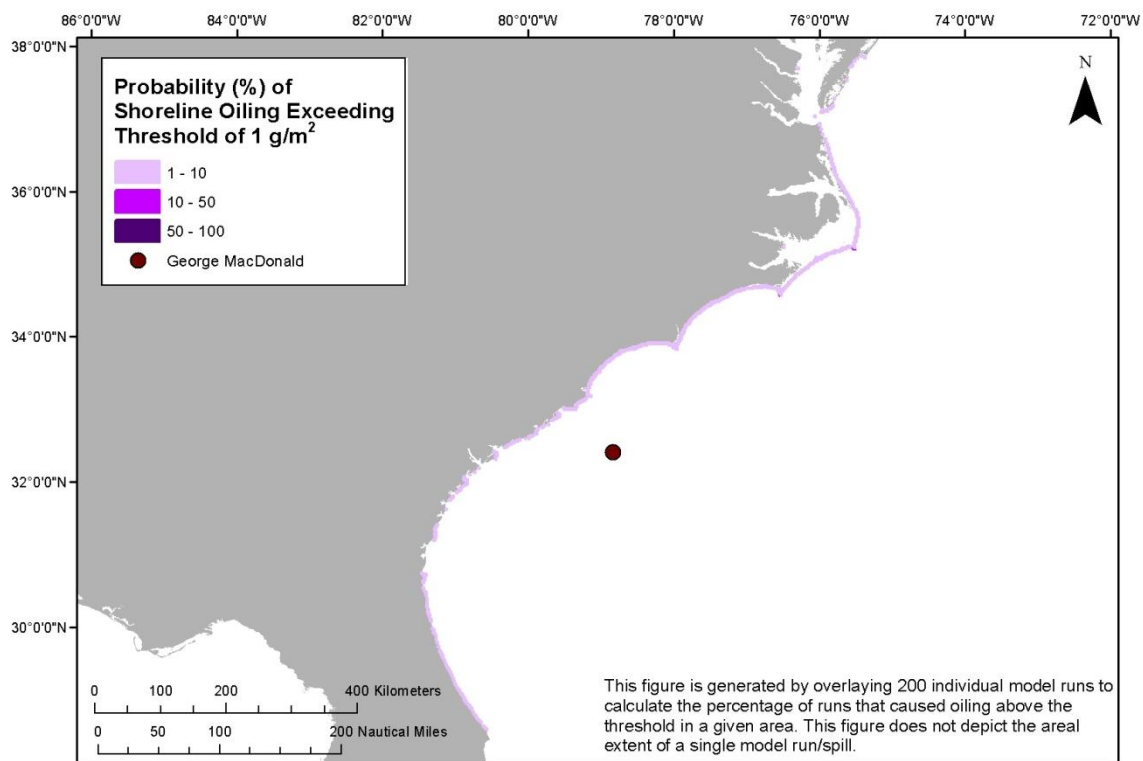 86°0'0"W 84°0'0"W 82°0'0"W 80°0'0"W 78°0'0"W 76°0'0"W 74°0'0"W 72°0'0"W
38°0'0"N
36°0'0"N
34°0'0"N
32°0'0"N
30°0'0"N
Probability (%) of
Shoreline Oiling Exceeding
Threshold of 1 g/m²
1 - 10
10 - 50
50 - 100
George MacDonald
N
0 100 200 400 Kilometers
0 50 100 200 Nautical Miles
This figure is generated by overlaying 200 individual model runs to
calculate the percentage of runs that caused oiling above the
threshold in a given area. This figure does not depict the areal
extent of a single model run/spill.